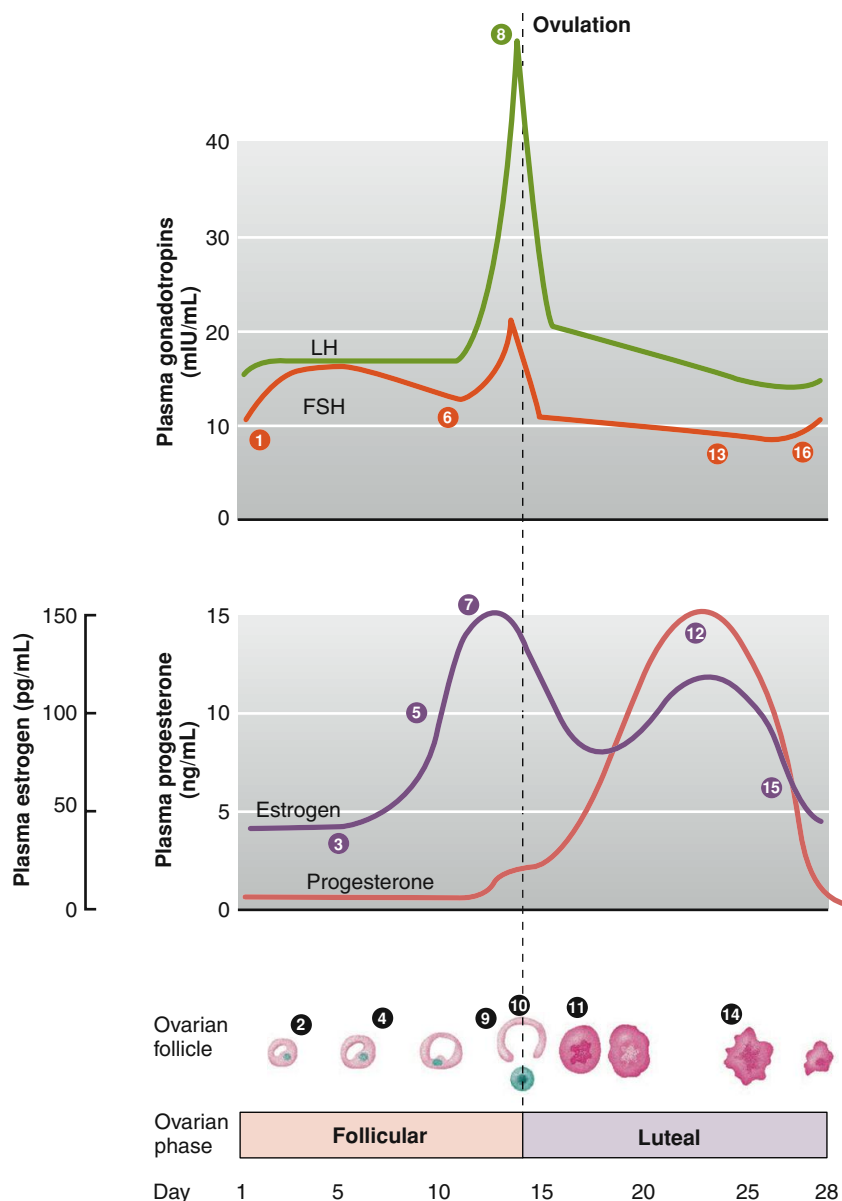 8
Ovulation
40
30
20
10
0
Plasma gonadotropins
(mIU/mL)
LH
FSH
1
6
13
16
150
100
50
0
Plasma estrogen (pg/mL)
15
10
5
0
Plasma progesterone
(ng/mL)
7
12
5
15
3
Estrogen
Progesterone
Ovarian
follicle
2
4
9
10
11
14
Ovarian
phase
Follicular
Luteal
Day 1 5 10 15 20 25 28